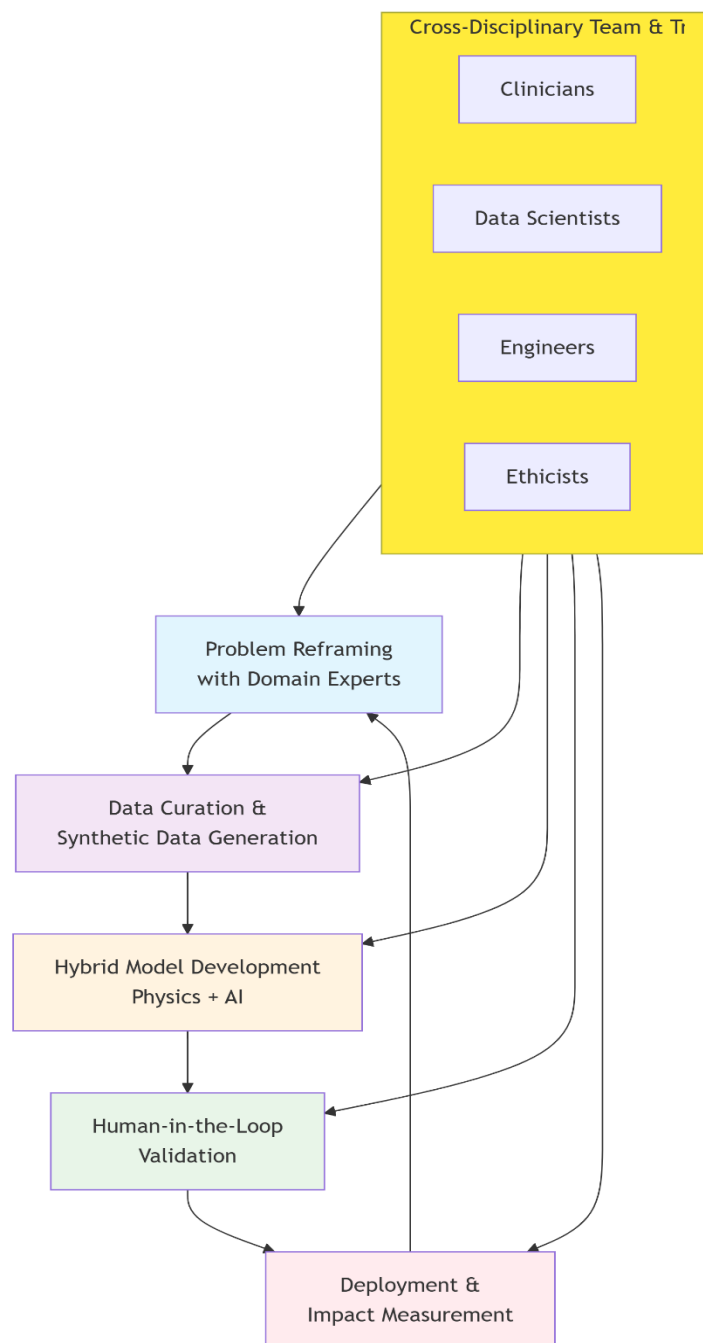 Cross-Disciplinary Team &
Clinicians
Data Scientists
Engineers
Ethicists
Problem Reframing
with Domain Experts
Data Curation &
Synthetic Data Generation
Hybrid Model Development
Physics + AI
Human-in-the-Loop
Validation
Deployment &
Impact Measurement